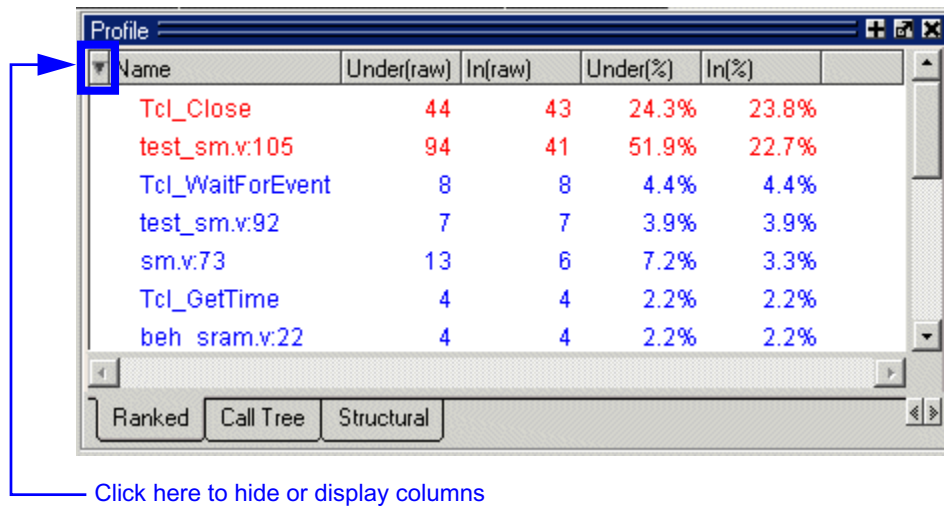 Profile
Name Under(raw) In(raw) Under(%) In(%)
Tcl_Close 44 43 24.3% 23.8%
test_sm.v:105 94 41 51.9% 22.7%
Tcl_WaitForEvent 8 8 4.4% 4.4%
test_sm.v:92 7 7 3.9% 3.9%
sm.v:73 13 6 7.2% 3.3%
Tcl_GetTime 4 4 2.2% 2.2%
beh_sram.v:22 4 4 2.2% 2.2%
Ranked Call Tree Structural
Click here to hide or display columns